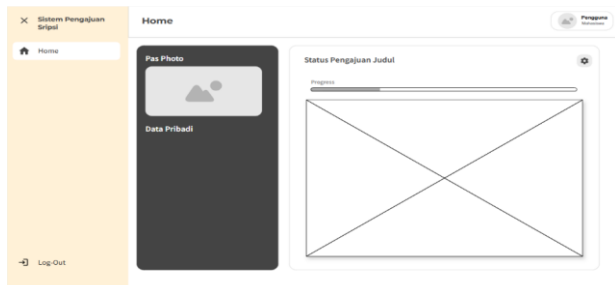 Sistem Pengajuan
Sripsi
Home
Log-Out
Home
Pengguna
Mahasiswa
Pas Photo
Data Pribadi
Status Pengajuan Judul
Progress